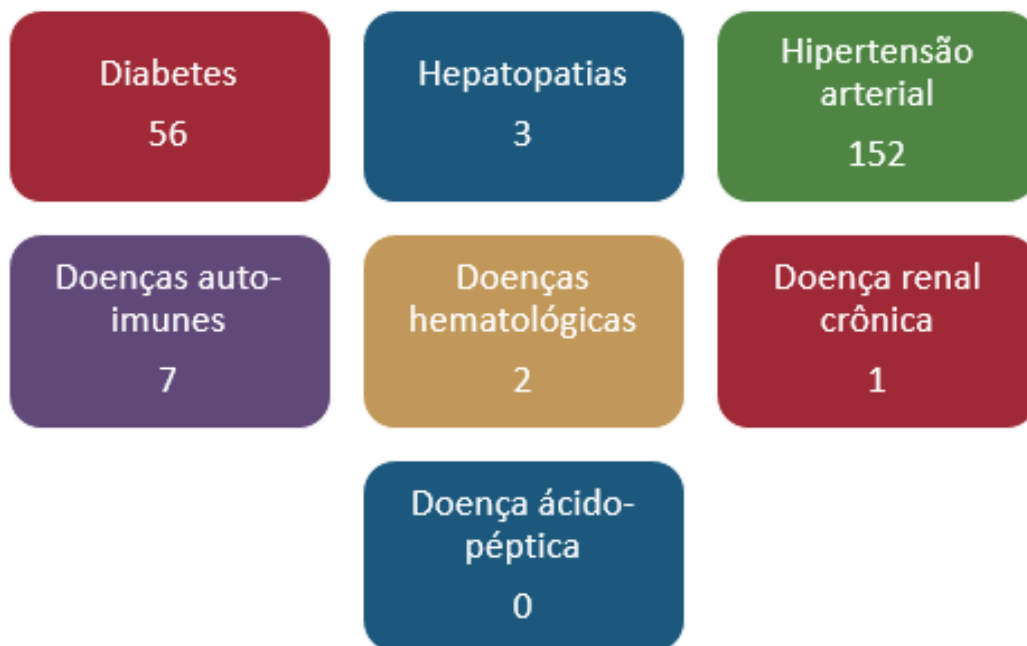 Diabetes
56
Hepatopatias
3
Hipertensão
arterial
152
Doenças auto-
imunes
7
Doenças
hematológicas
2
Doença renal
crônica
1
Doença ácido-
péptica
0